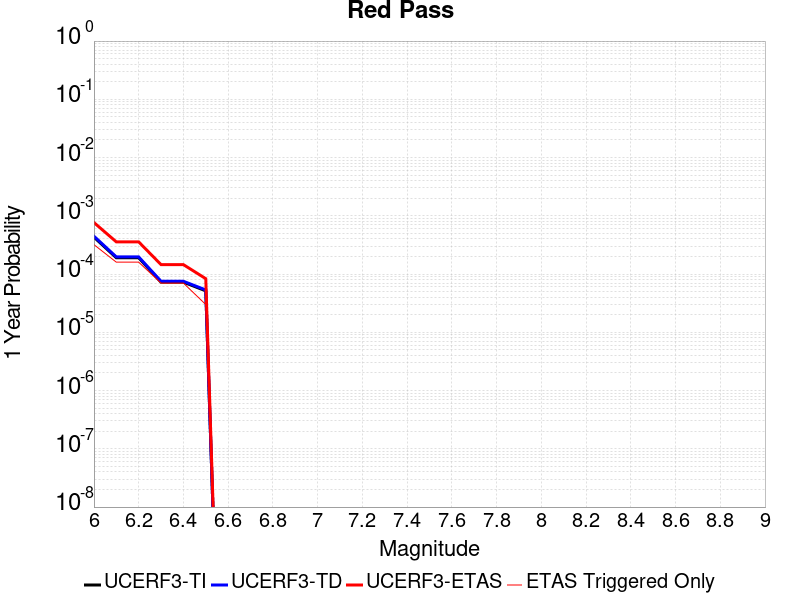 Red Pass
10^0
10^-1
10^-2
10^-3
10^-4
10^-5
10^-6
10^-7
10^-8
1 Year Probability
6 6.2 6.4 6.6 6.8 7 7.2 7.4 7.6 7.8 8 8.2 8.4 8.6 8.8 9
Magnitude
UCERF3-TI UCERF3-TD UCERF3-ETAS ETAS Triggered Only